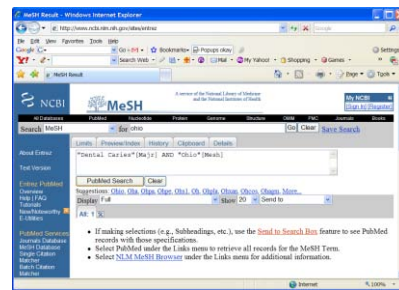 MeSH Result - Windows Internet Explorer
http://www.ncbi.nlm.nih.gov/sites/entrez
File Edit View Favorites Tools Help
Google Go Bookmarks Popups okay Settings
Search Web Mail My Yahoo! Shopping Games
MeSH Result Page Tools
NCBI MeSH
A service of the National Library of Medicine
and the National Institutes of Health
My NCBI
[Sign In] [Register]
All Databases PubMed Nucleotide Protein Genome Structure OMIM PMC Journals Books
Search MeSH for ohio Go Clear Save Search
Limits Preview/Index History Clipboard Details
About Entrez
"Dental Caries"[Majr] AND "Ohio"[Mesh]
Text Version
PubMed Search Clear
Entrez PubMed
Overview
Help | FAQ
Tutorials
New/Noteworthy
E-Utilities
Display Full Show 20 Send to
All: 1
PubMed Services
Journals Database
MeSH Database
Single Citation
Matcher
Batch Citation
Matcher
If making selections (e.g., Subheadings, etc.), use the Send to Search Box feature to see PubMed
records with those specifications.
Select PubMed under the Links menu to retrieve all records for the MeSH Term.
Select NLM MeSH Browser under the Links menu for additional information.
Internet 100%